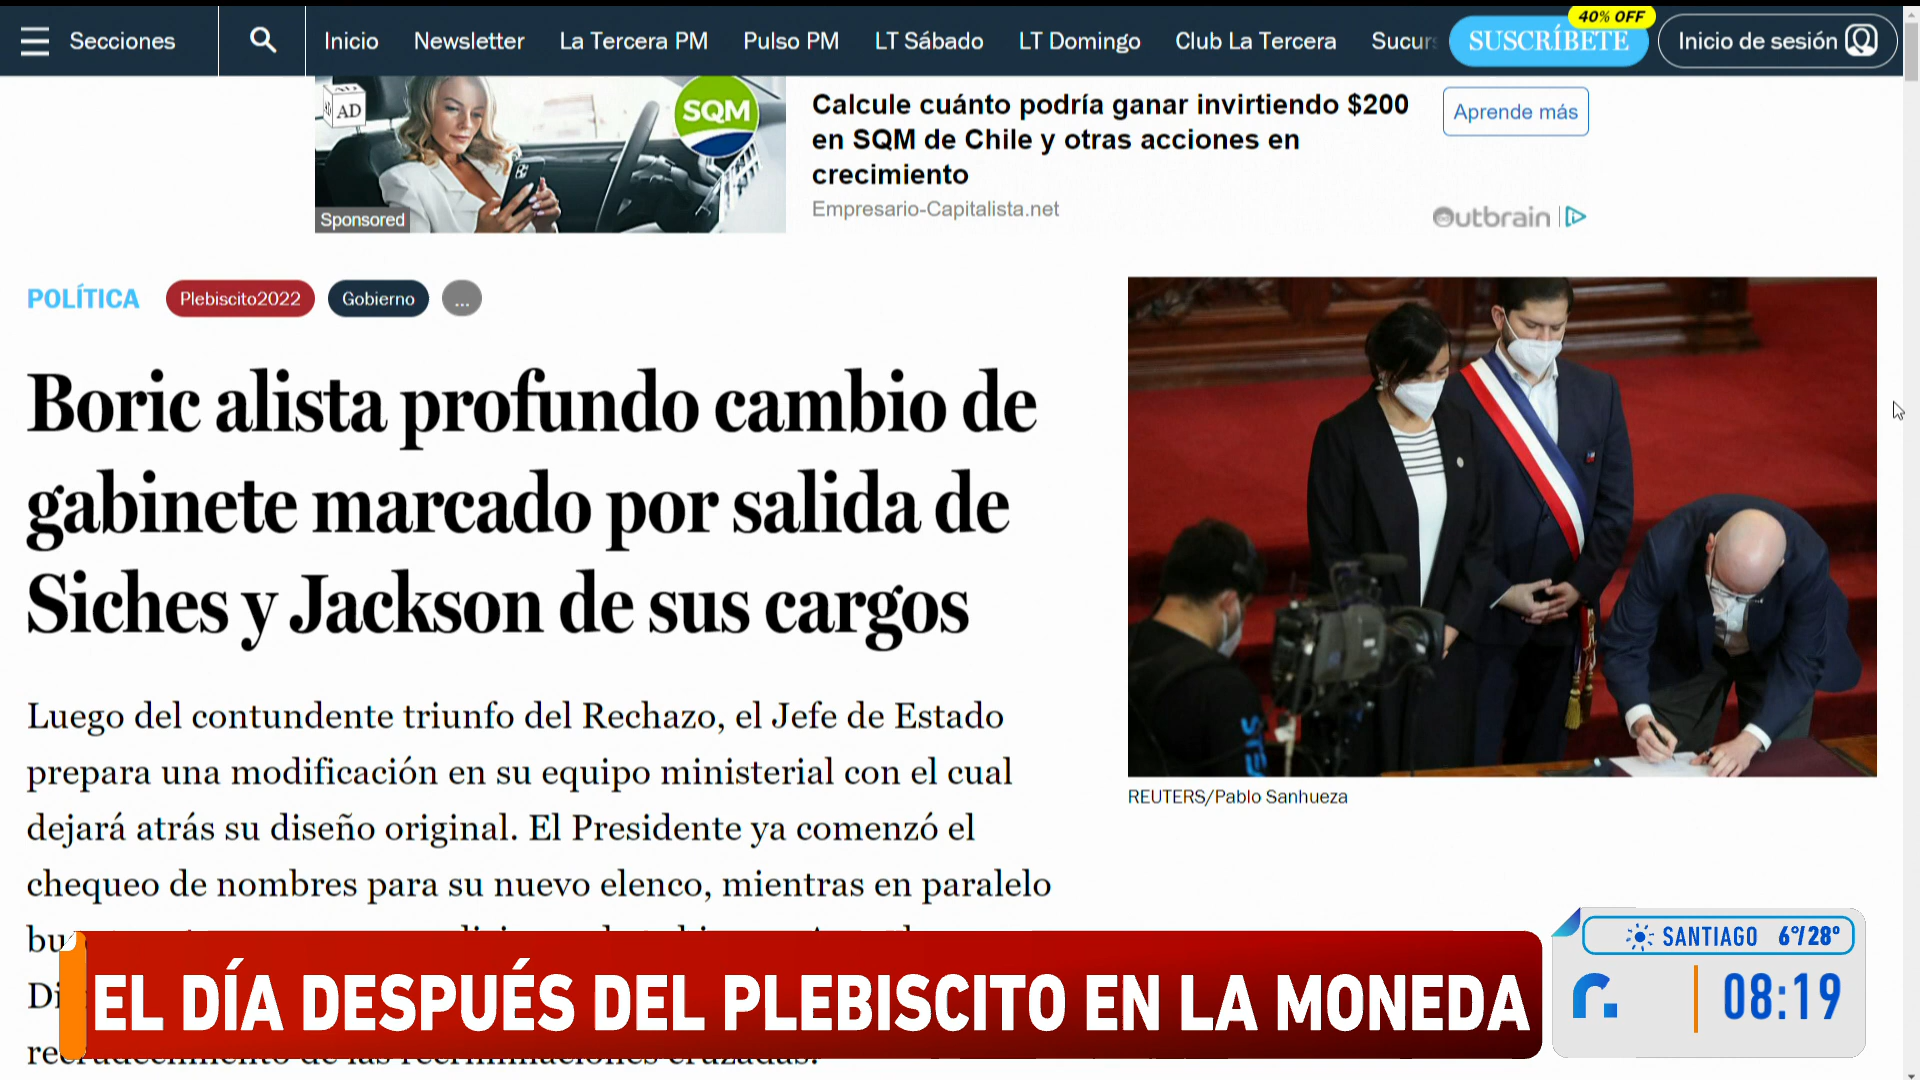 Secciones
Inicio
Newsletter
La Tercera PM
Pulso PM
LT Sábado
LT Domingo
Club La Tercera
40% OFF
SUSCRÍBETE
Inicio de sesión
AD
SQM
Sponsored
Calcule cuánto podría ganar invirtiendo $200
en SQM de Chile y otras acciones en
crecimiento
Empresario-Capitalista.net
Aprende más
Outbrain
POLÍTICA
Plebiscito2022
Gobierno
...
Boric alista profundo cambio de
gabinete marcado por salida de
Siches y Jackson de sus cargos
Luego del contundente triunfo del Rechazo, el Jefe de Estado
prepara una modificación en su equipo ministerial con el cual
dejará atrás su diseño original. El Presidente ya comenzó el
chequeo de nombres para su nuevo elenco, mientras en paralelo
REUTERS/Pablo Sanhueza
EL DÍA DESPUÉS DEL PLEBISCITO EN LA MONEDA
SANTIAGO 6°/28°
r.
08:19